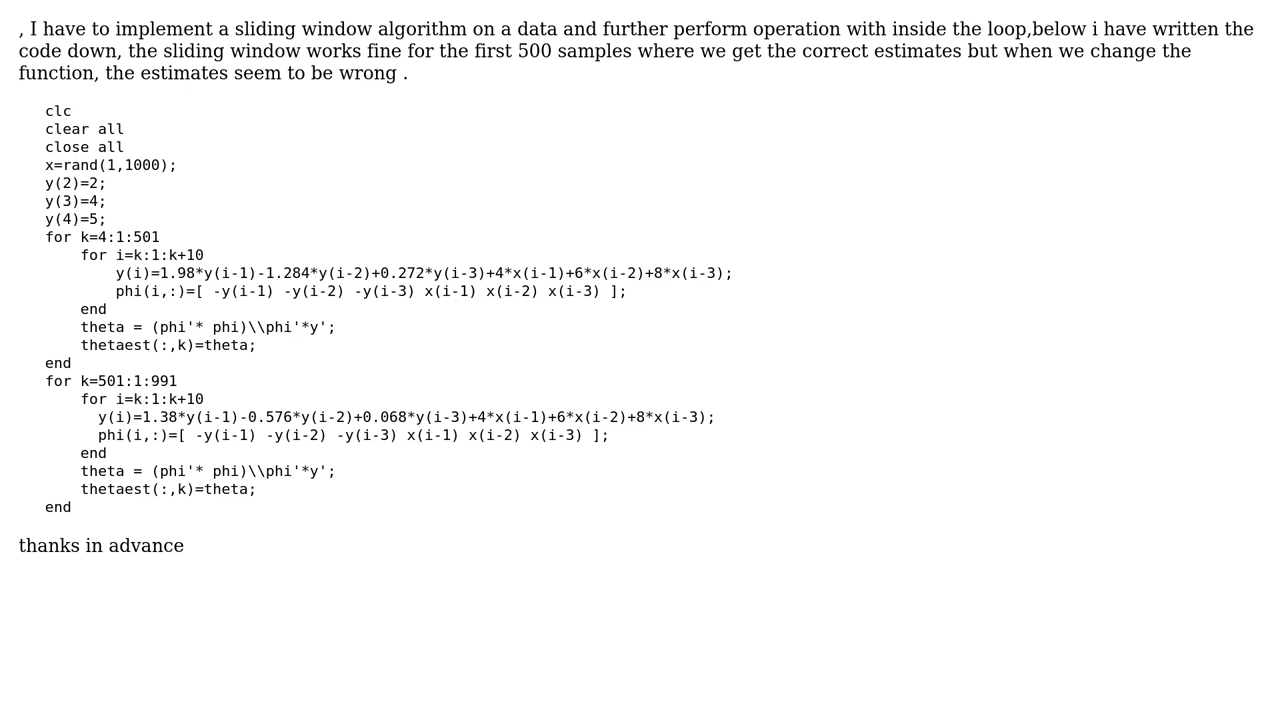 , I have to implement a sliding window algorithm on a data and further perform operation with inside the loop,below i have written the
code down, the sliding window works fine for the first 500 samples where we get the correct estimates but when we change the
function, the estimates seem to be wrong .
clc
clear all
close all
x=rand(1,1000);
y(2)=2;
y(3)=4;
y(4)=5;
for k=4:1:501
    for i=k:1:k+10
        y(i)=1.98*y(i-1)-1.284*y(i-2)+0.272*y(i-3)+4*x(i-1)+6*x(i-2)+8*x(i-3);
        phi(i,:)=[ -y(i-1) -y(i-2) -y(i-3) x(i-1) x(i-2) x(i-3) ];
    end
    theta = (phi'* phi)\\phi'*y';
    thetaest(:,k)=theta;
end
for k=501:1:991
    for i=k:1:k+10
      y(i)=1.38*y(i-1)-0.576*y(i-2)+0.068*y(i-3)+4*x(i-1)+6*x(i-2)+8*x(i-3);
      phi(i,:)=[ -y(i-1) -y(i-2) -y(i-3) x(i-1) x(i-2) x(i-3) ];
    end
    theta = (phi'* phi)\\phi'*y';
    thetaest(:,k)=theta;
end
thanks in advance